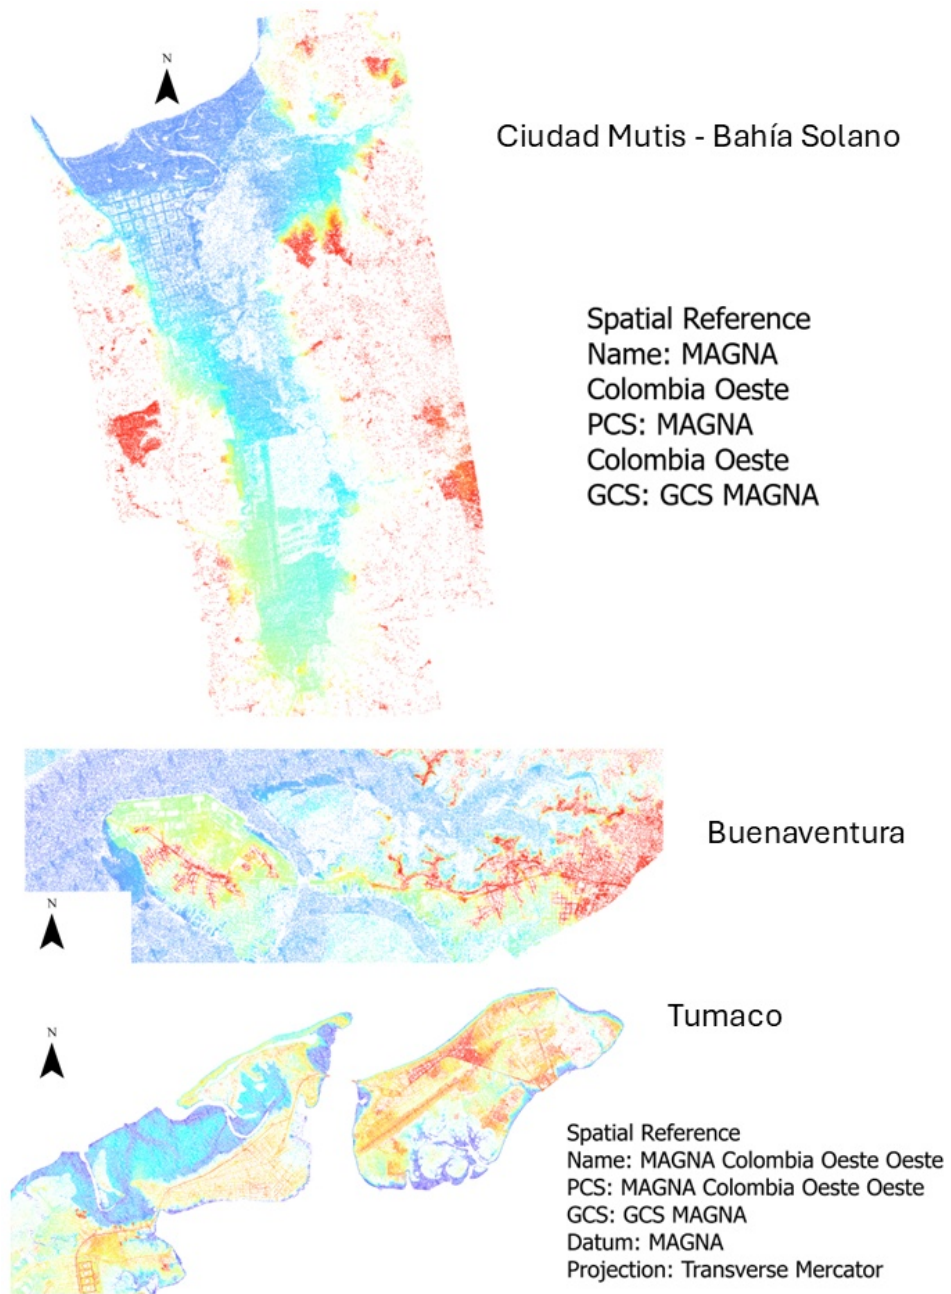 N
Ciudad Mutis - Bahía Solano
Spatial Reference
Name: MAGNA
Colombia Oeste
PCS: MAGNA
Colombia Oeste
GCS: GCS MAGNA
Buenaventura
N
Tumaco
N
Spatial Reference
Name: MAGNA Colombia Oeste Oeste
PCS: MAGNA Colombia Oeste Oeste
GCS: GCS MAGNA
Datum: MAGNA
Projection: Transverse Mercator